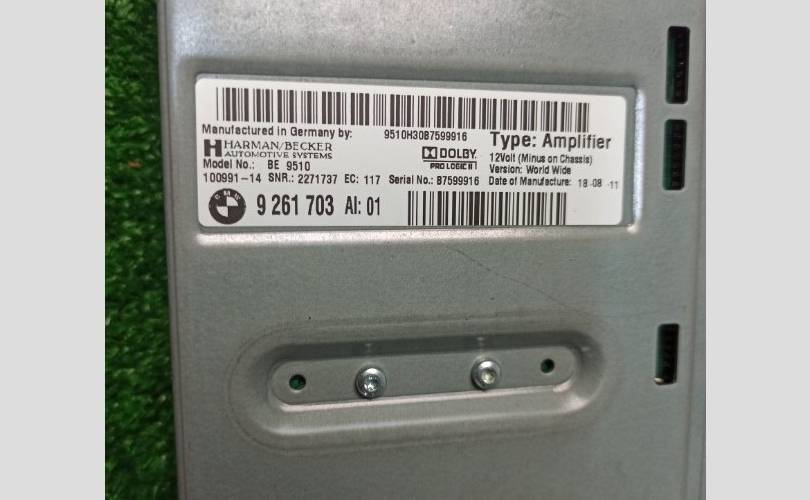 Manufactured in Germany by: 9510H30B7599916 Type: Amplifier
HARMAN/BECKER
AUTOMOTIVE SYSTEMS
DOLBY
PRO LOGIC II
12Volt (Minus on Chassis)
Model No.: BE 9510 Version: World Wide
100991-14 SNR.: 2271737 EC: 117 Serial No.: B7599916 Date of Manufacture: 18-08-11
BMW 9 261 703 AI: 01